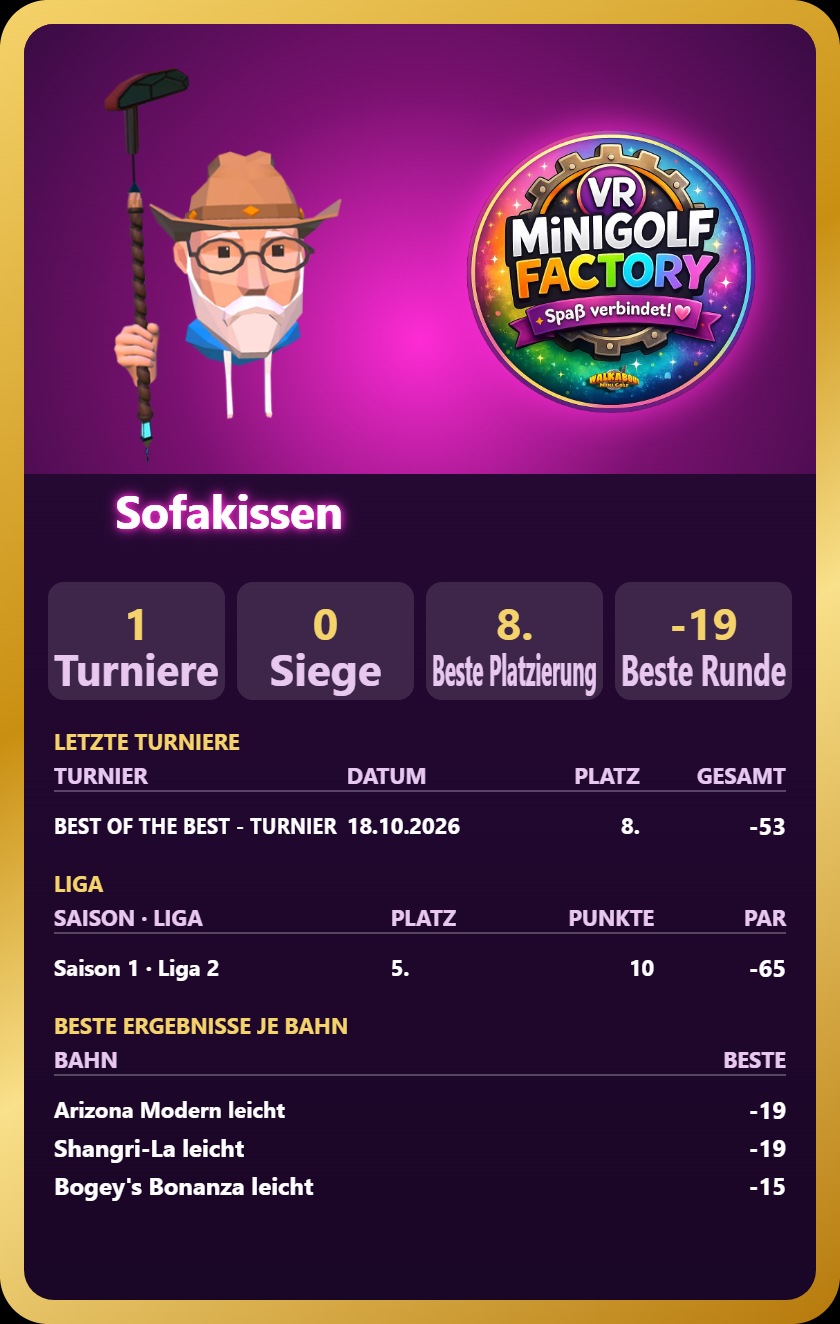 VR
MiNIGOLF
FACTORY
Spaß verbindet!
WALKABOUT
MINI GOLF
Sofakissen
1 0 8. -19
Turniere Siege Beste Platzierung Beste Runde
LETZTE TURNIERE
TURNIER DATUM PLATZ GESAMT
BEST OF THE BEST - TURNIER 18.10.2026 8. -53
LIGA
SAISON · LIGA PLATZ PUNKTE PAR
Saison 1 · Liga 2 5. 10 -65
BESTE ERGEBNISSE JE BAHN
BAHN BESTE
Arizona Modern leicht -19
Shangri-La leicht -19
Bogey's Bonanza leicht -15